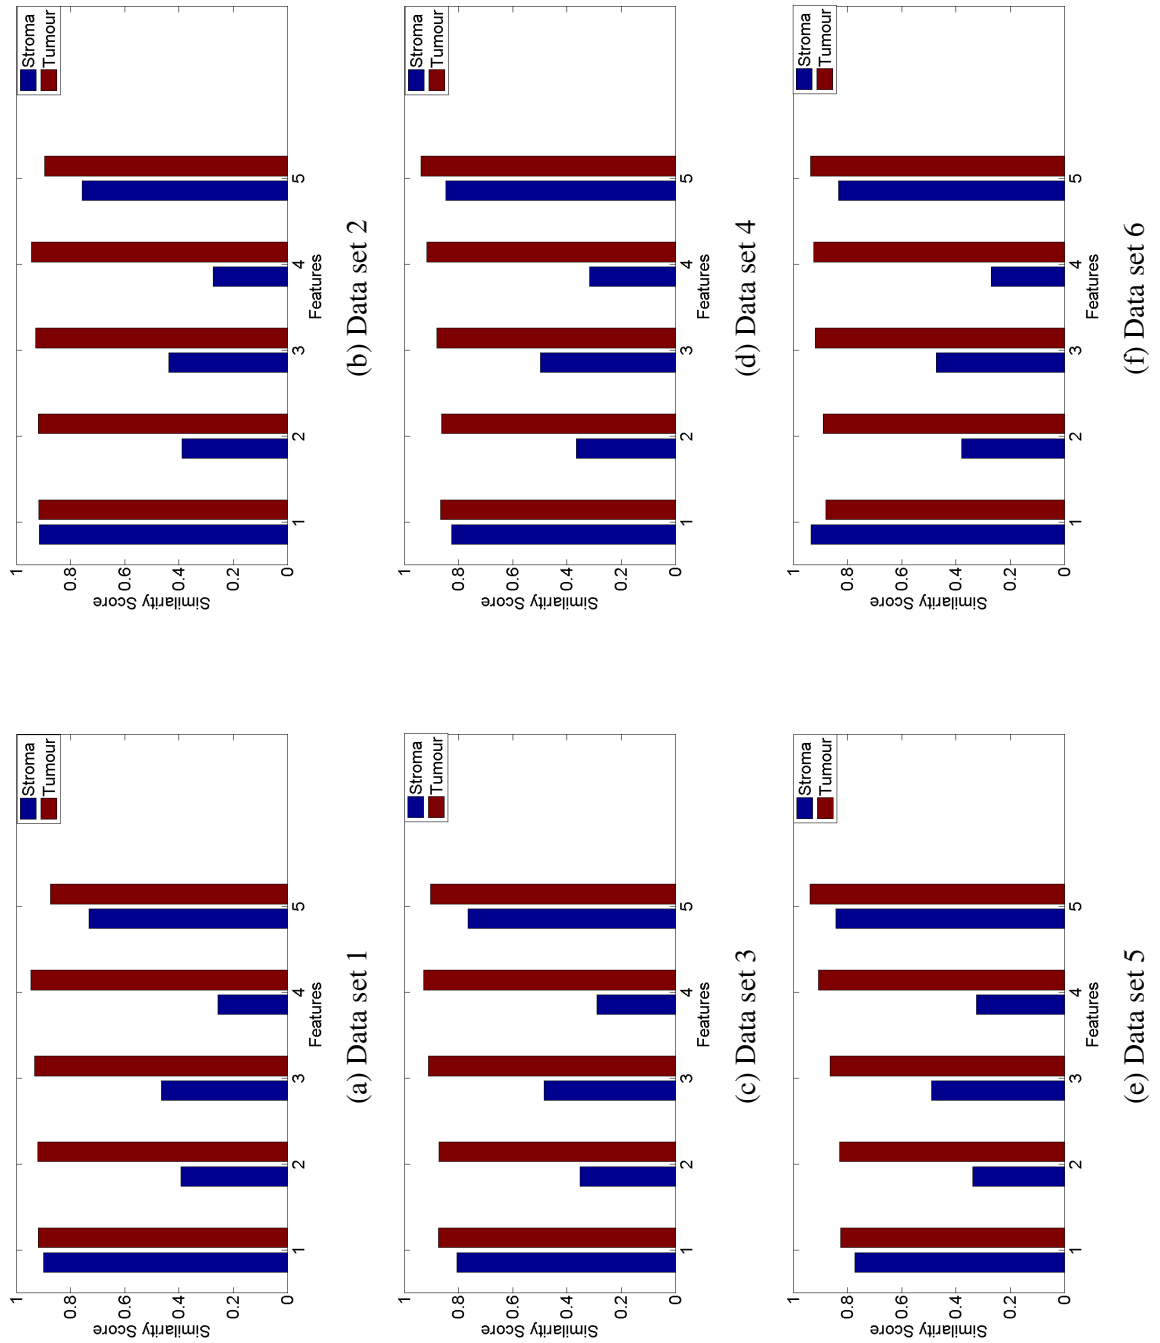 1
0.8
0.6
0.4
0.2
0
Similarity Score
Stroma
Tumour
1 2 3 4 5
Features
(a) Data set 1
1
0.8
0.6
0.4
0.2
0
Similarity Score
Stroma
Tumour
1 2 3 4 5
Features
(b) Data set 2
1
0.8
0.6
0.4
0.2
0
Similarity Score
Stroma
Tumour
1 2 3 4 5
Features
(c) Data set 3
1
0.8
0.6
0.4
0.2
0
Similarity Score
Stroma
Tumour
1 2 3 4 5
Features
(d) Data set 4
1
0.8
0.6
0.4
0.2
0
Similarity Score
Stroma
Tumour
1 2 3 4 5
Features
(e) Data set 5
1
0.8
0.6
0.4
0.2
0
Similarity Score
Stroma
Tumour
1 2 3 4 5
Features
(f) Data set 6